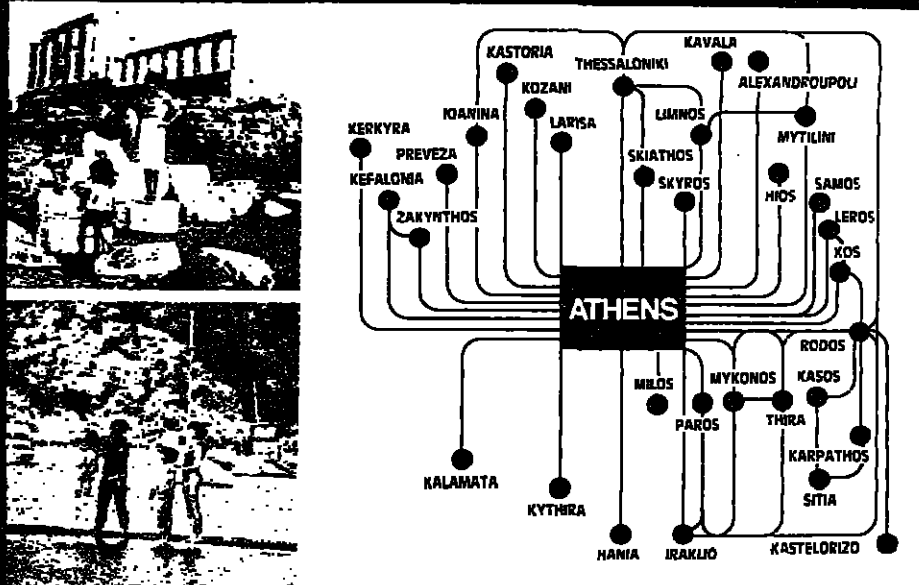 KASTORIA
KAVALA
THESSALONIKI
ALEXANDROUPOLI
KOZANI
IOANINA
LIMNOS
LARISA
MYTILINI
KERKYRA
PREVEZA
SKIATHOS
KEFALONIA
SKYROS
HIOS
SAMOS
ZAKYNTHOS
LEROS
KOS
ATHENS
RODOS
MILOS
MYKONOS
KASOS
PAROS
THIRA
KARPATHOS
KALAMATA
SITIA
KYTHIRA
HANIA
IRAKLIO
KASTELORIZO